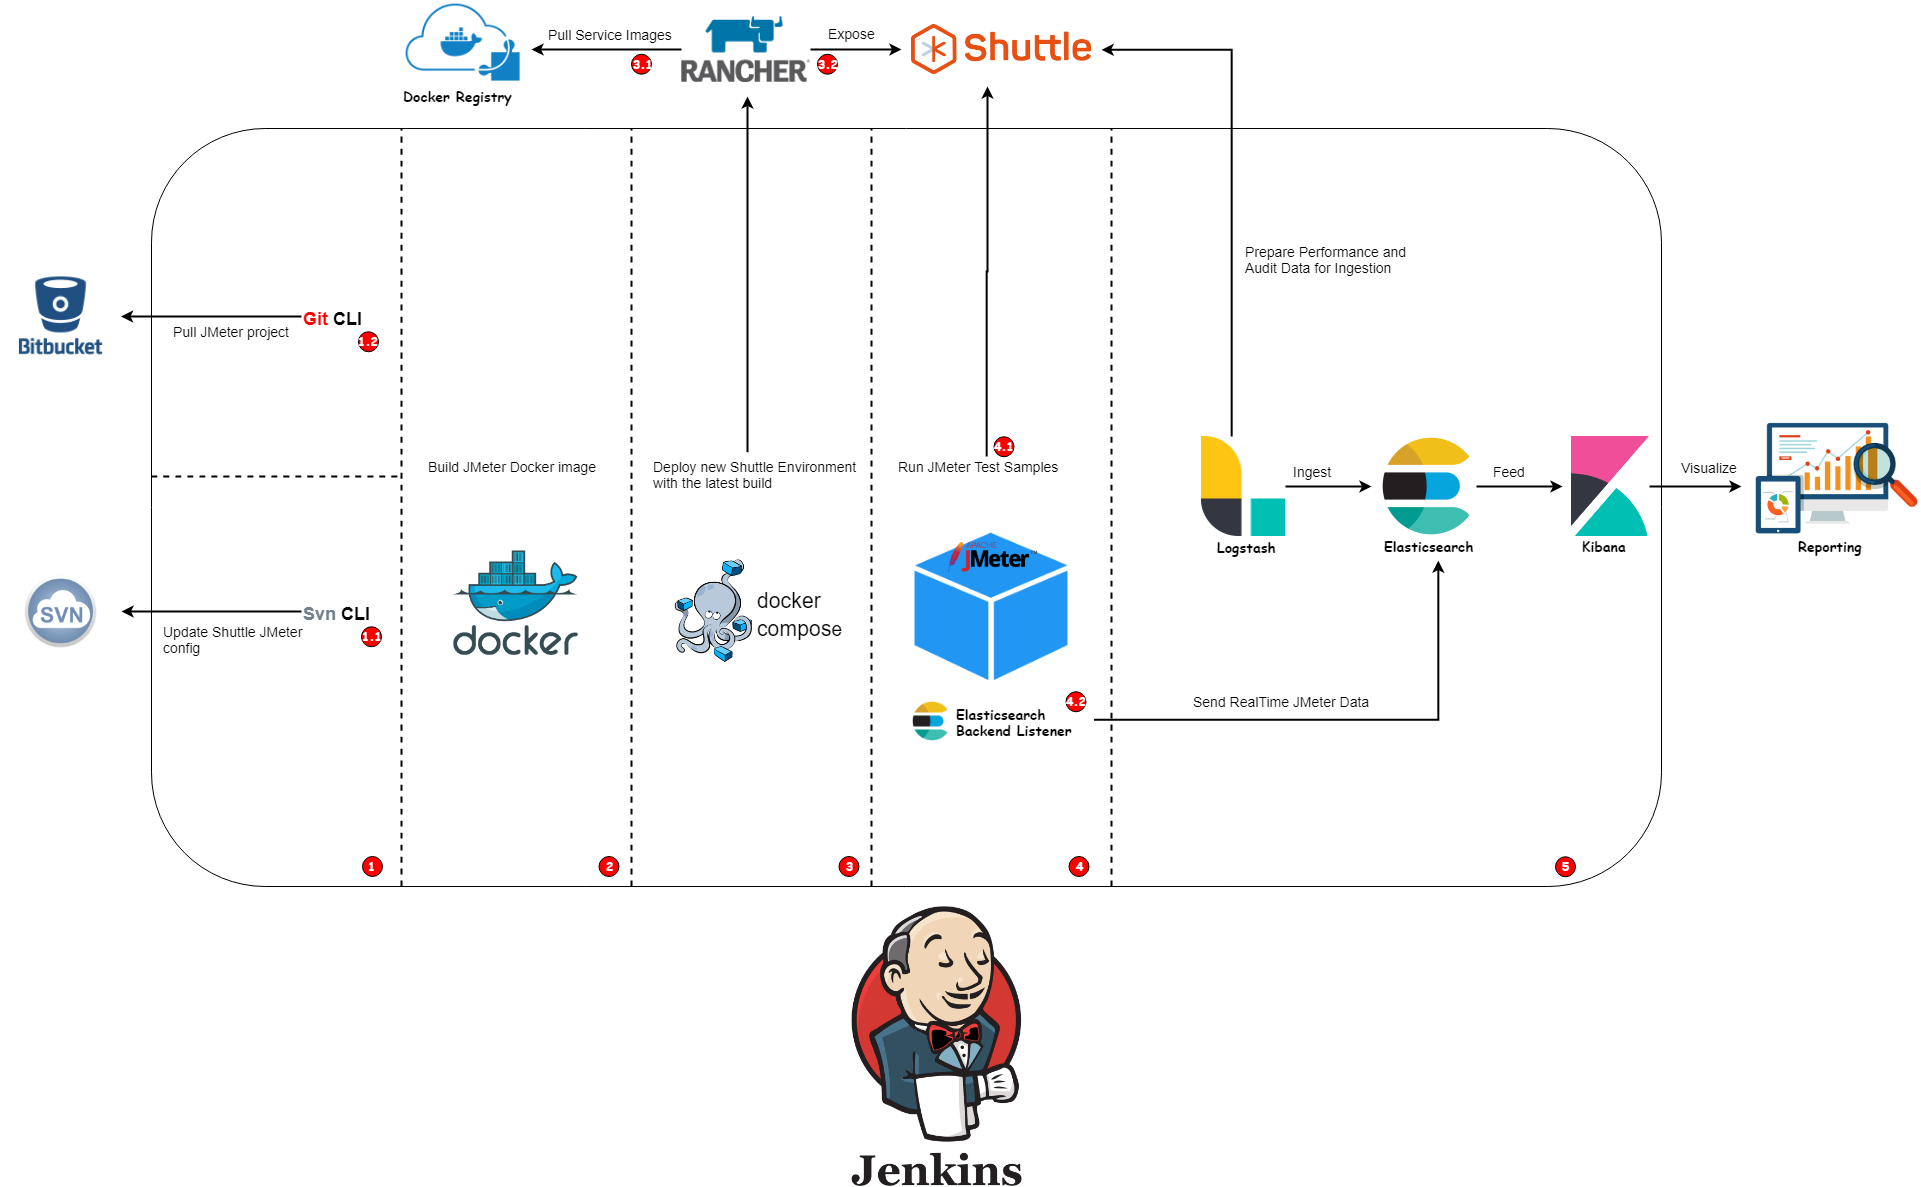 Pull Service Images
3.1
RANCHER
Expose
3.2
Shuttle
Docker Registry
Prepare Performance and
Audit Data for Ingestion
Bitbucket
Pull JMeter project
Git CLI
1.2
Build JMeter Docker image
Deploy new Shuttle Environment
with the latest build
4.1
Run JMeter Test Samples
Ingest
Feed
Visualize
Logstash
Elasticsearch
Kibana
Reporting
SVN
Svn CLI
1.1
Update Shuttle JMeter
config
docker
docker
compose
APACHE
JMeter™
4.2
Elasticsearch
Backend Listener
Send RealTime JMeter Data
1
2
3
4
5
Jenkins